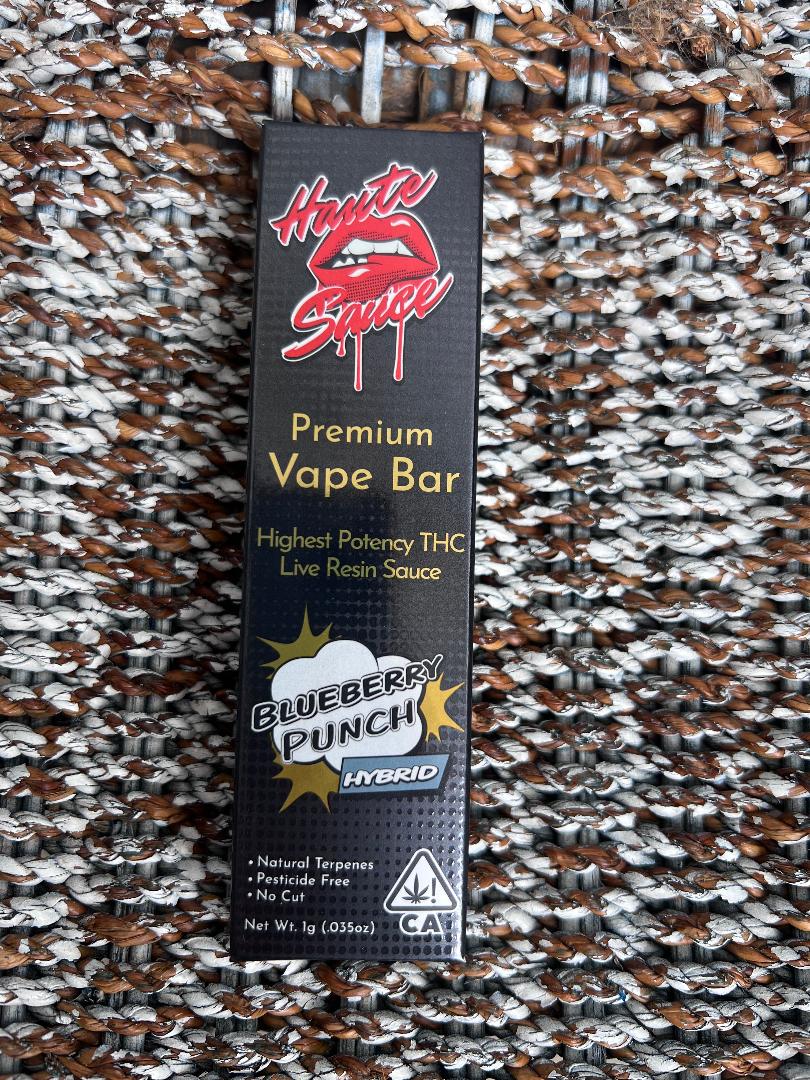 Haute
Sauce
Premium
Vape Bar
Highest Potency THC
Live Resin Sauce
BLUEBERRY
PUNCH
HYBRID
• Natural Terpenes
• Pesticide Free
• No Cut
Net Wt. 1g (.035oz)
!
CA